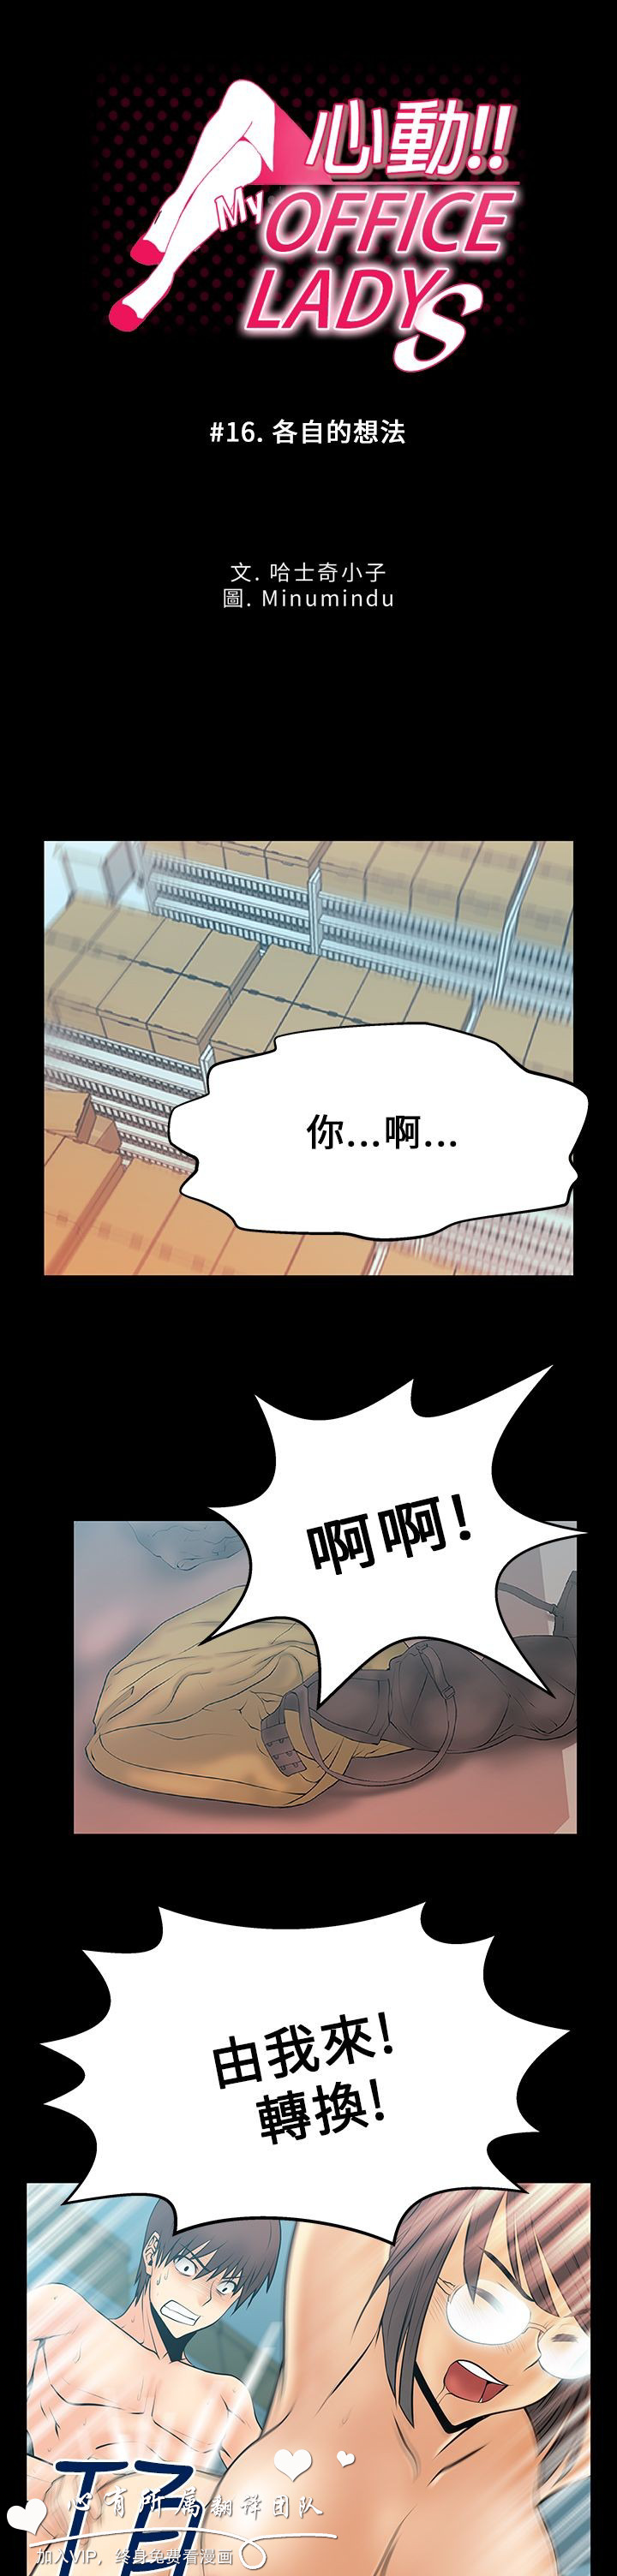 心動!!
My
OFFICE
LADYS
#16. 各自的想法
文. 哈士奇小子
圖. Minumindu
你...啊...
啊啊!
由我來!
轉換!
心有所属翻译团队
加入VIP，终身免费看漫画